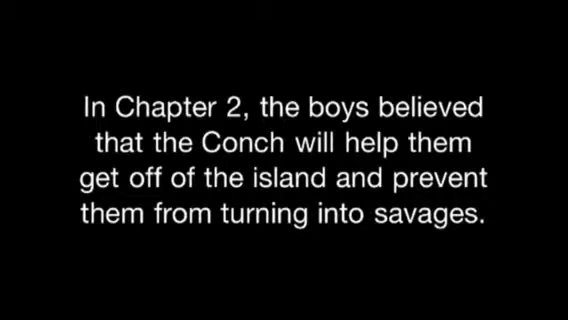 In Chapter 2, the boys believed
that the Conch will help them
get off of the island and prevent
them from turning into savages.